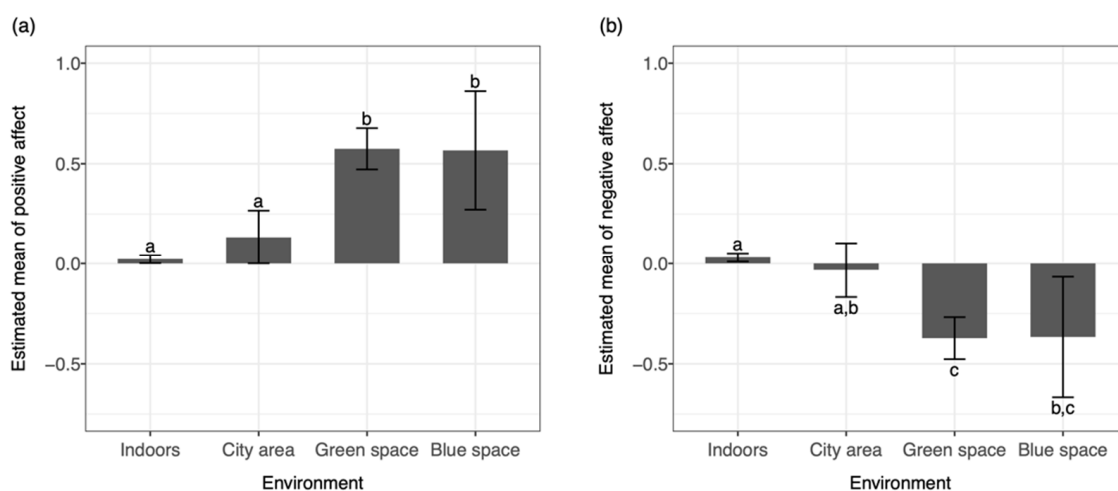 (a)
Estimated mean of positive affect
1.0
0.5
0.0
−0.5
a
a
b
b
Indoors
City area
Green space
Blue space
Environment
(b)
Estimated mean of negative affect
1.0
0.5
0.0
−0.5
a
a,b
c
b,c
Indoors
City area
Green space
Blue space
Environment